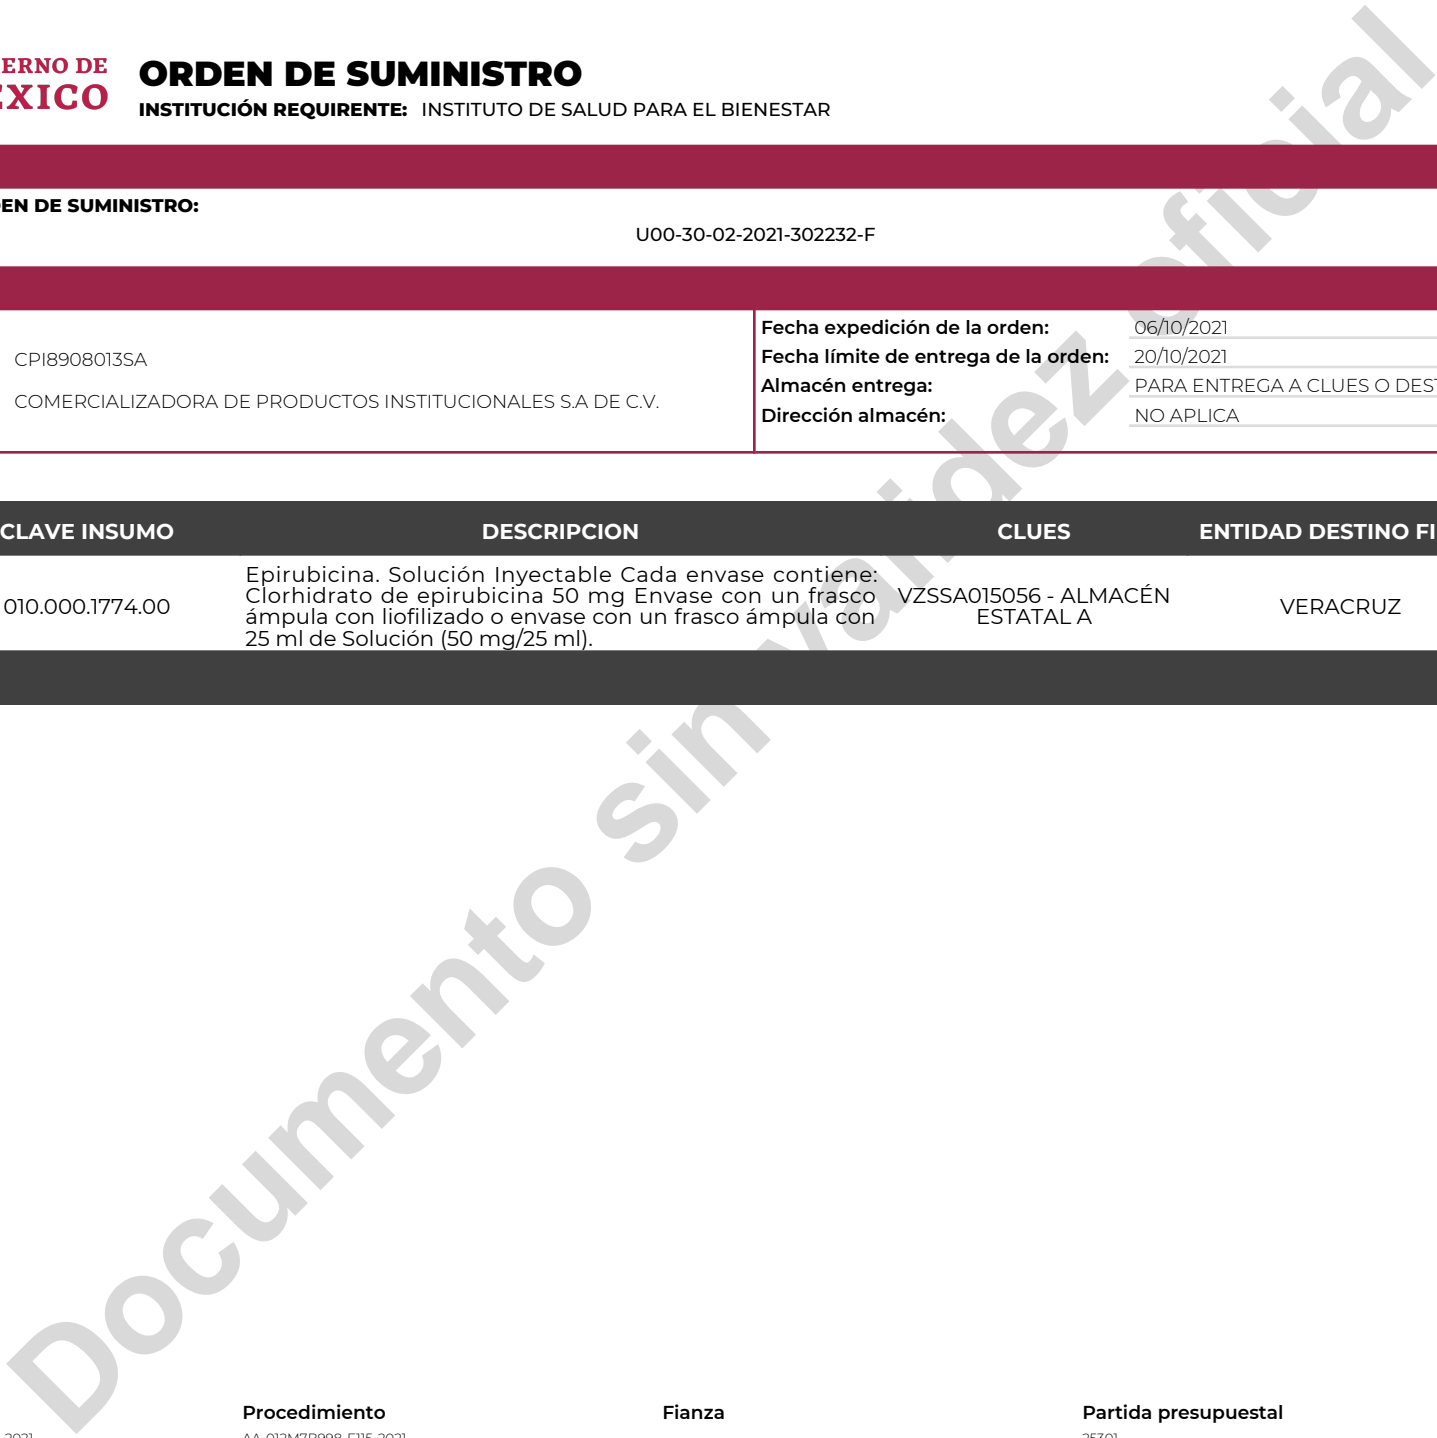 ERNO DE
ÉXICO
ORDEN DE SUMINISTRO
INSTITUCIÓN REQUIRENTE: INSTITUTO DE SALUD PARA EL BIENESTAR
EN DE SUMINISTRO:
U00-30-02-2021-302232-F
CPI8908013SA
COMERCIALIZADORA DE PRODUCTOS INSTITUCIONALES S.A DE C.V.
Fecha expedición de la orden: 06/10/2021
Fecha límite de entrega de la orden: 20/10/2021
Almacén entrega: PARA ENTREGA A CLUES O DEST
Dirección almacén: NO APLICA
CLAVE INSUMO DESCRIPCION CLUES ENTIDAD DESTINO FI
010.000.1774.00
Epirubicina. Solución Inyectable Cada envase contiene:
Clorhidrato de epirubicina 50 mg Envase con un frasco
ámpula con liofilizado o envase con un frasco ámpula con
25 ml de Solución (50 mg/25 ml).
VZSSA015056 - ALMACÉN
ESTATAL A
VERACRUZ
Documento sin validez oficial
Procedimiento Fianza Partida presupuestal